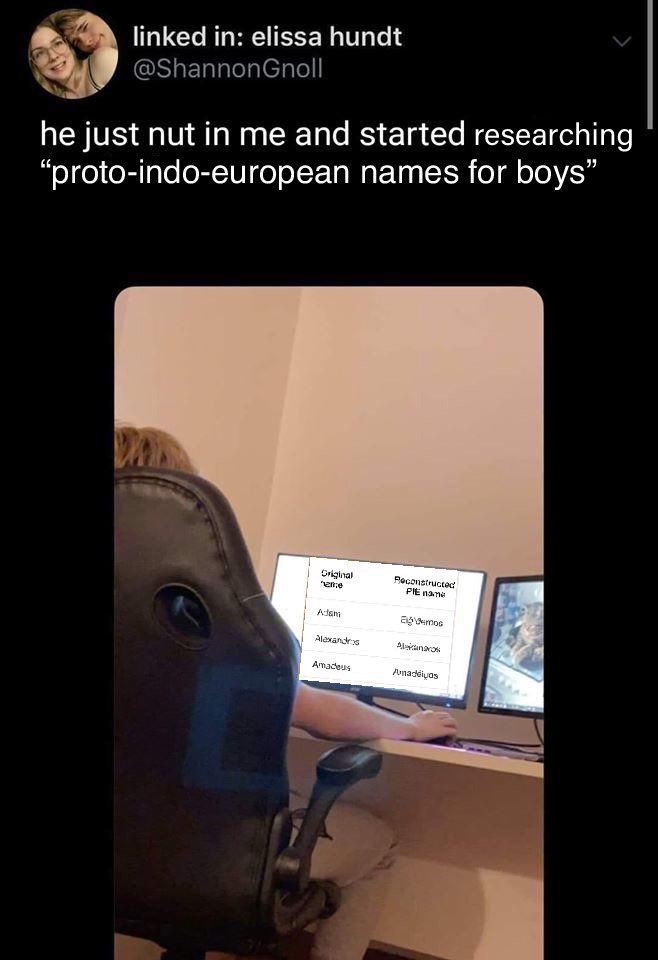 linked in: elissa hundt
@ShannonGnoll
he just nut in me and started researching
“proto-indo-european names for boys”
Original name
Reconstructed PIE name
Adam
Alexandros
Amadeus